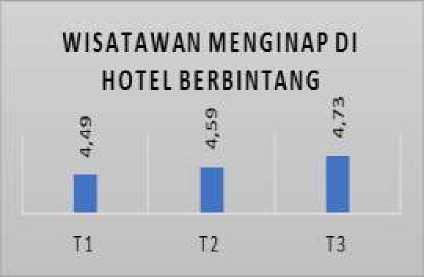 WISATAWAN MENGINAP DI
HOTEL BERBINTANG
4,49
4,59
4,73
T1 T2 T3